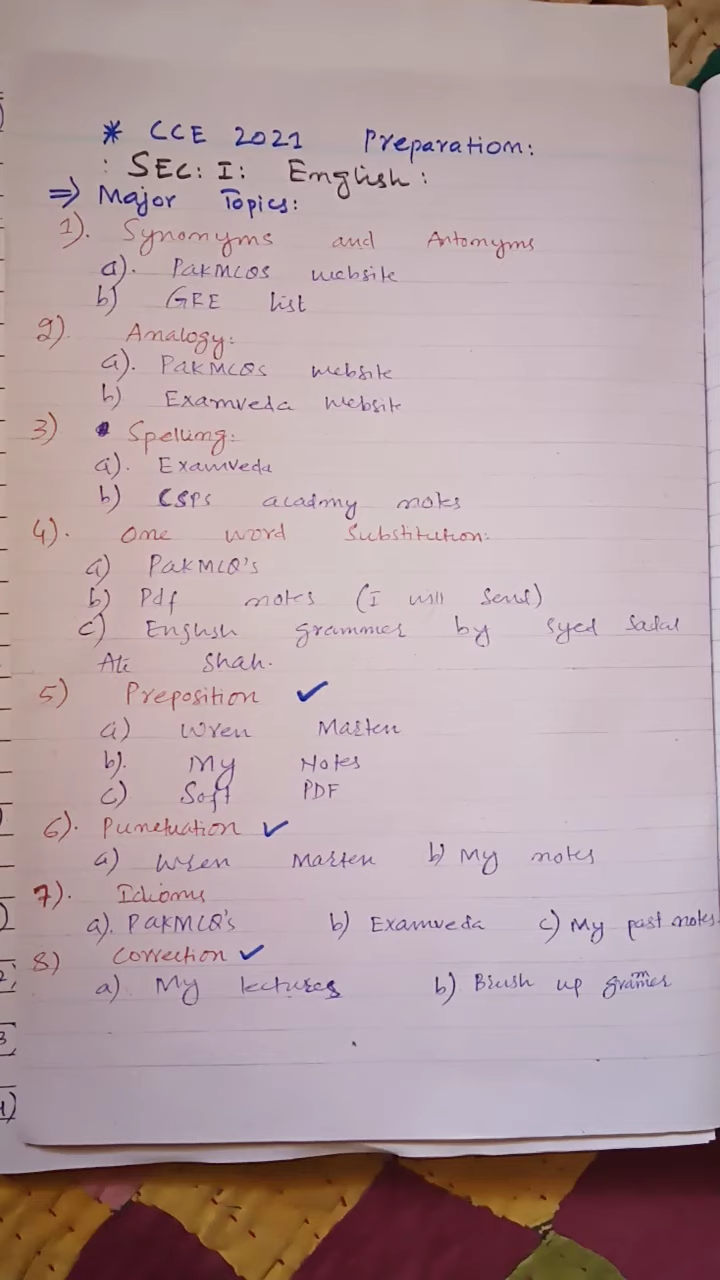 * CCE 2021 Preparation:
: SEC: I: English:
⇒ Major Topics:
1). Synonyms and Antomyms
a). PakMCQS website
b) GRE list
2). Analogy:
a). PakMCQs website
b) Examveda website
3) Spelling:
a). Examveda
b) CSPS acadmy notes
4). One word Substitution:
a) PakMCQ's
b) Pdf notes (I will send)
c) English grammer by Syed Sadal
Ali Shah.
5) Preposition ✓
a) Wren Marten
b). My Notes
c) Soft PDF
6). Punctuation ✓
a) Wren Marten b) My notes
7). Idioms
a). PakMCQ's b) Examveda c) My past notes.
8) Correction ✓
a). My lectures b) Brush up grammer